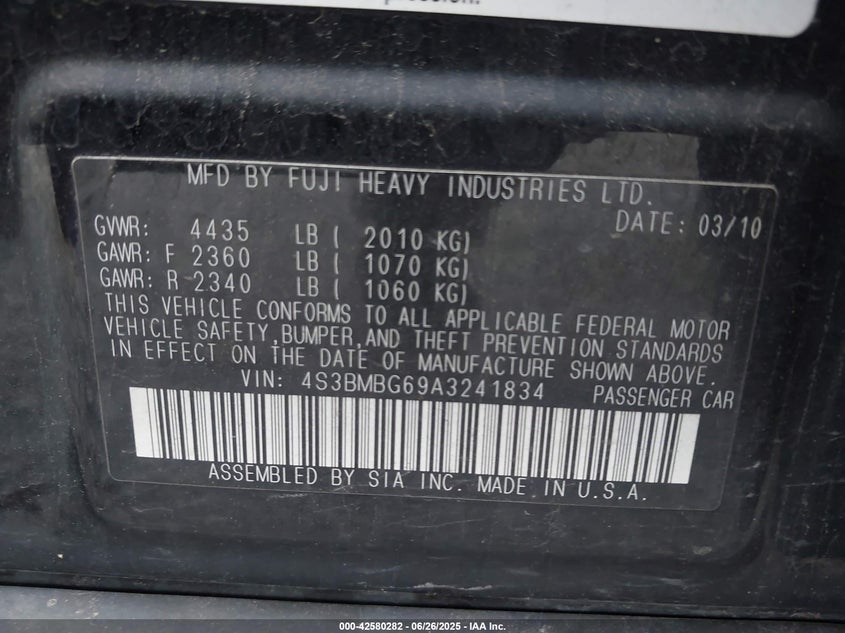 MFD BY FUJI HEAVY INDUSTRIES LTD.
DATE: 03/10
GVWR: 4435 LB ( 2010 KG)
GAWR: F 2360 LB ( 1070 KG)
GAWR: R 2340 LB ( 1060 KG)
THIS VEHICLE CONFORMS TO ALL APPLICABLE FEDERAL MOTOR
VEHICLE SAFETY,BUMPER,AND THEFT PREVENTION STANDARDS
IN EFFECT ON THE DATE OF MANUFACTURE SHOWN ABOVE.
VIN: 4S3BMBG69A3241834 PASSENGER CAR
ASSEMBLED BY SIA INC. MADE IN U.S.A.
000-42580282 - 06/26/2025 - IAA Inc.